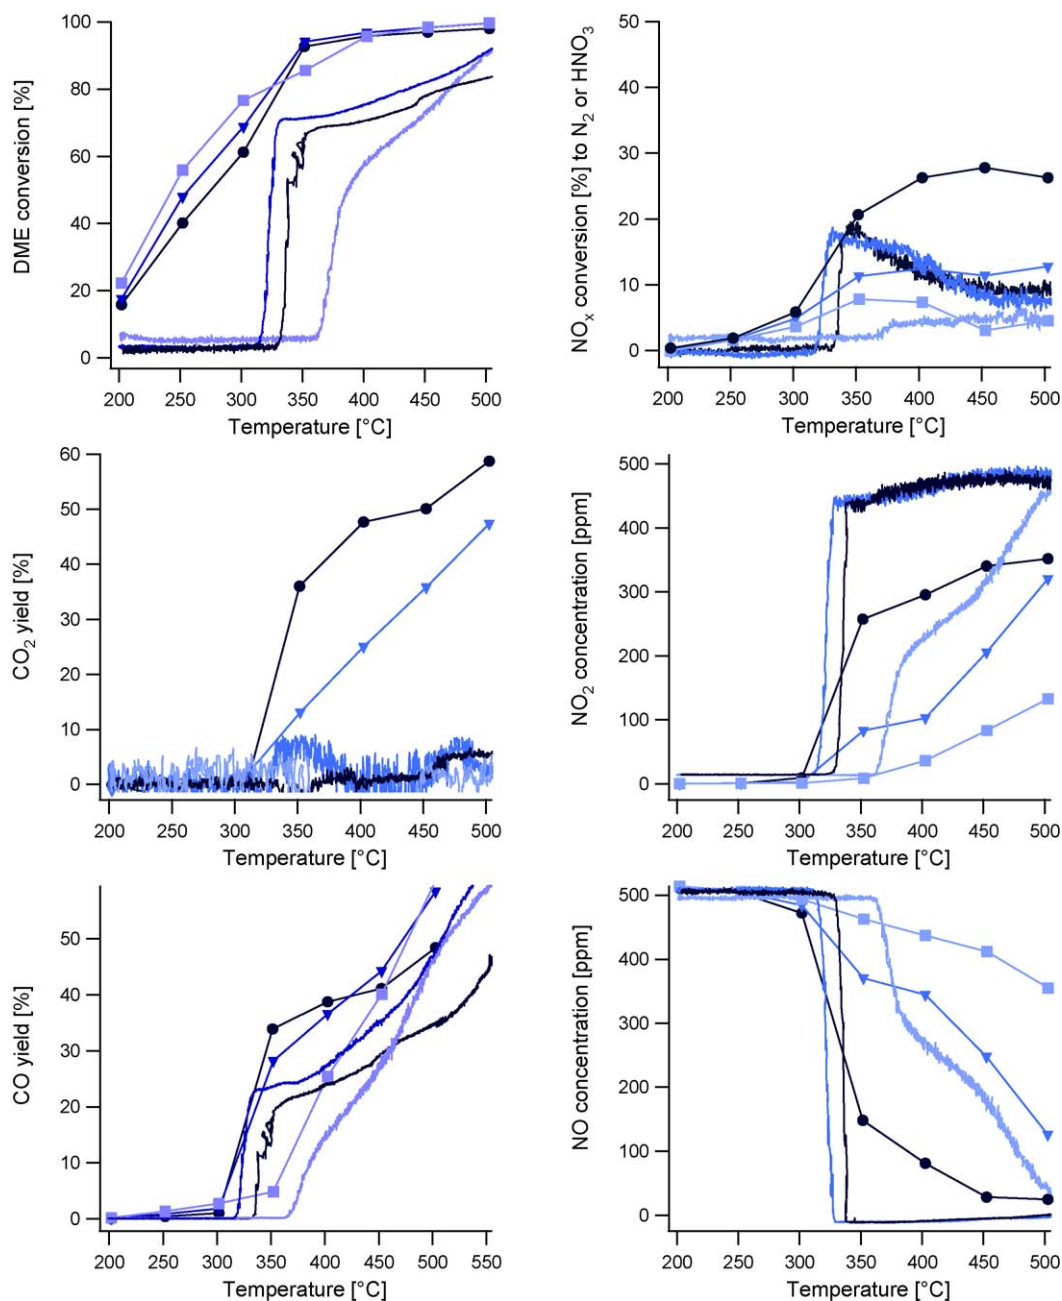 DME conversion [%]
100
80
60
40
20
0
200 250 300 350 400 450 500
Temperature [°C]
NOx conversion [%] to N2 or HNO3
50
40
30
20
10
0
200 250 300 350 400 450 500
Temperature [°C]
CO2 yield [%]
60
50
40
30
20
10
0
200 250 300 350 400 450 500
Temperature [°C]
NO2 concentration [ppm]
500
400
300
200
100
0
200 250 300 350 400 450 500
Temperature [°C]
CO yield [%]
50
40
30
20
10
0
200 250 300 350 400 450 500 550
Temperature [°C]
NO concentration [ppm]
500
400
300
200
100
0
200 250 300 350 400 450 500
Temperature [°C]